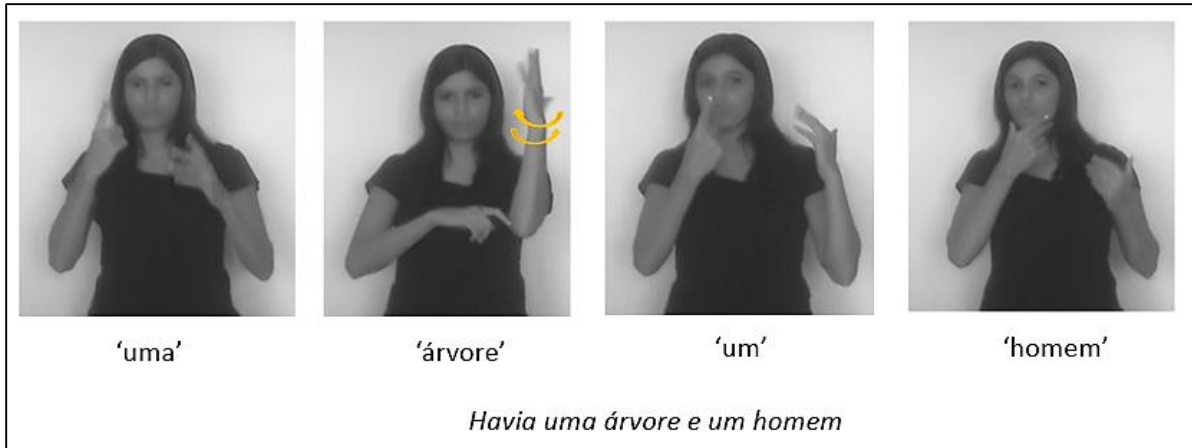 ‘uma’ ‘árvore’ ‘um’ ‘homem’
Havia uma árvore e um homem